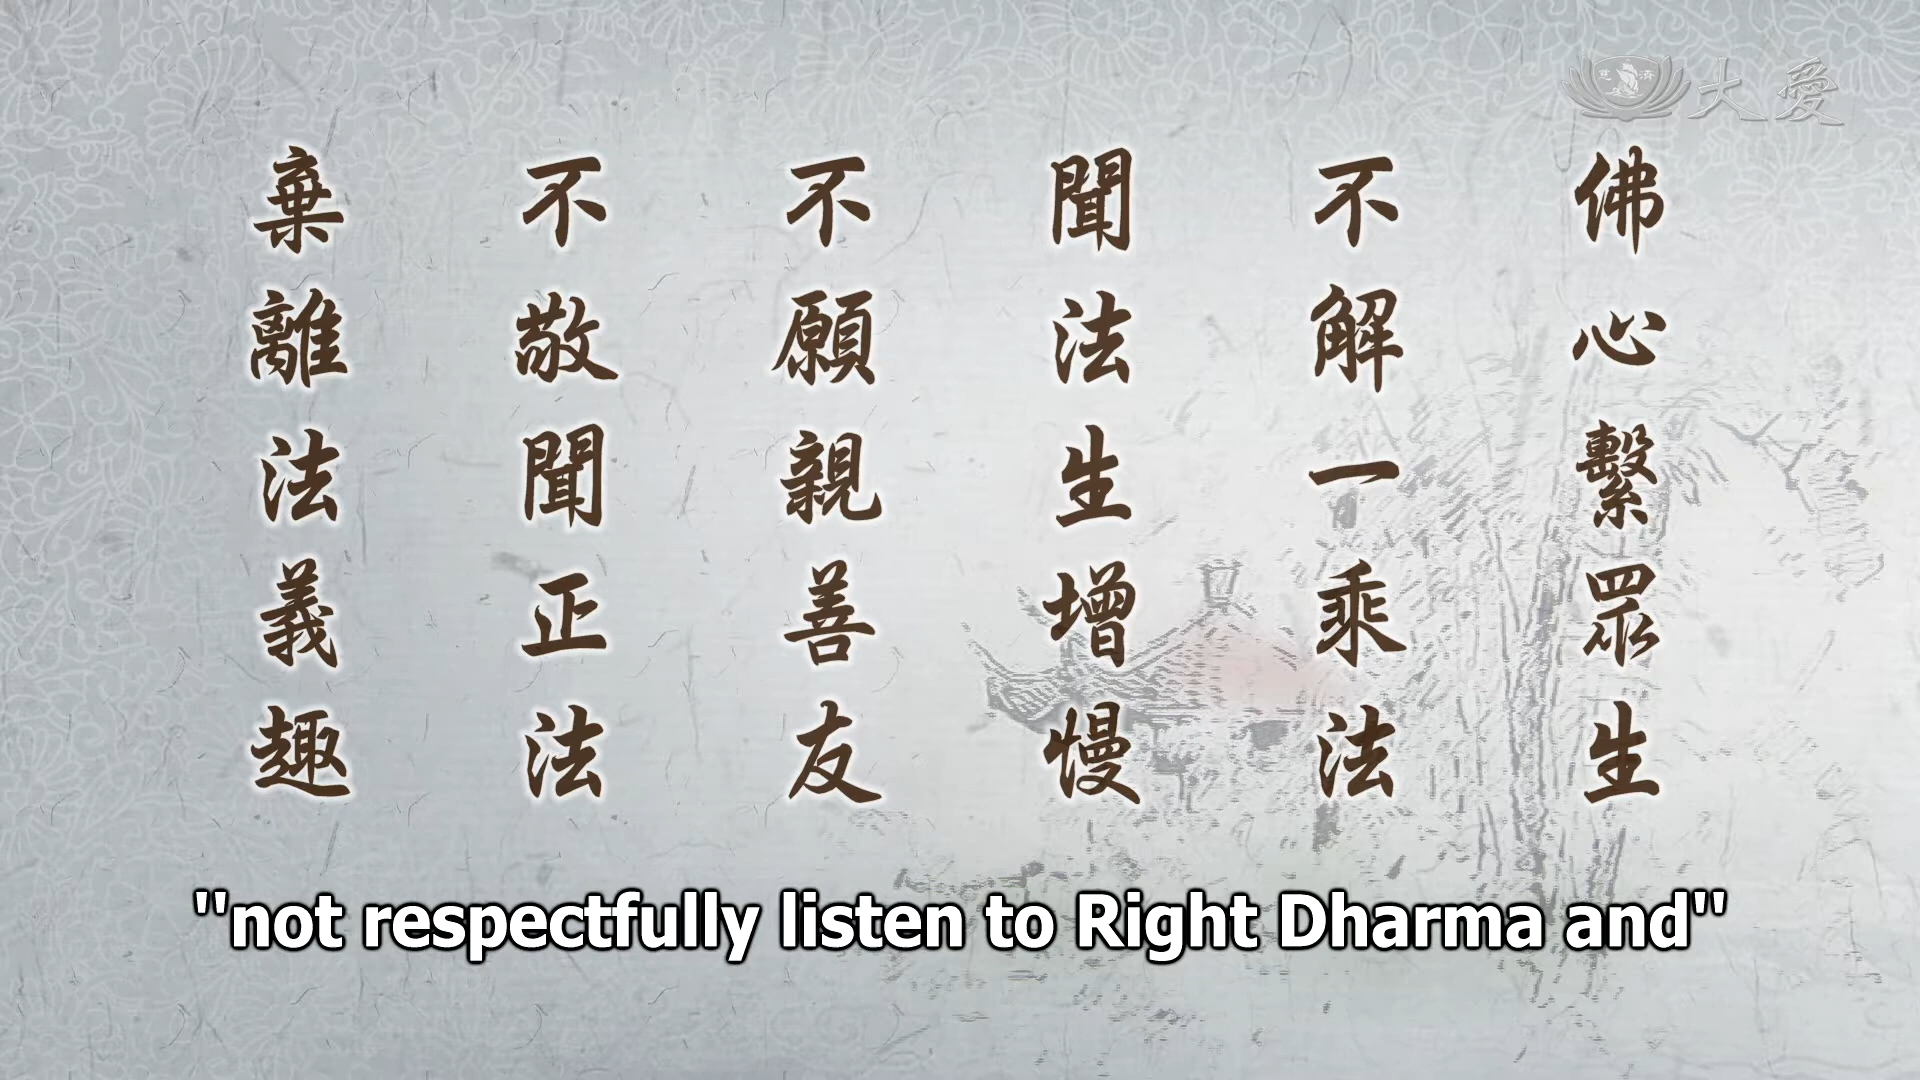 大愛
慈濟
佛心繫眾生
不解一乘法
聞法生增慢
不願親善友
不敬聞正法
棄離法義趣
"not respectfully listen to Right Dharma and"